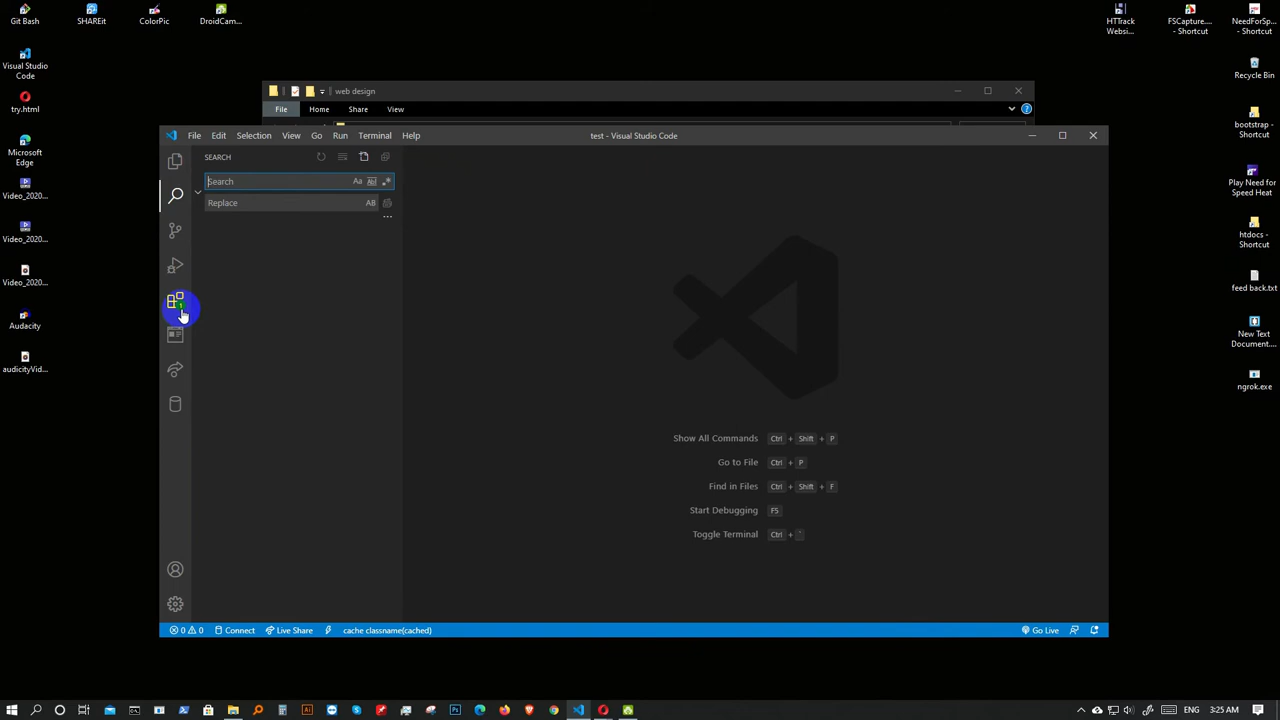 Git Bash
SHAREit
ColorPic
DroidCam...
HTTrack
Websi...
FSCapture....
- Shortcut
NeedForSp...
- Shortcut
Visual Studio
Code
Recycle Bin
web design
try.html
File
Home
Share
View
bootstrap -
Shortcut
File
Edit
Selection
View
Go
Run
Terminal
Help
test - Visual Studio Code
Microsoft
Edge
SEARCH
Search
Aa
Ab
Replace
AB
Video_2020...
Play Need for
Speed Heat
Video_2020...
htdocs -
Shortcut
Video_2020...
feed back.txt
1
Audacity
New Text
Document....
audicityVid...
ngrok.exe
Show All Commands Ctrl + Shift + P
Go to File Ctrl + P
Find in Files Ctrl + Shift + F
Start Debugging F5
Toggle Terminal Ctrl + `
0 0
Connect
Live Share
cache classname(cached)
Go Live
ENG
3:25 AM